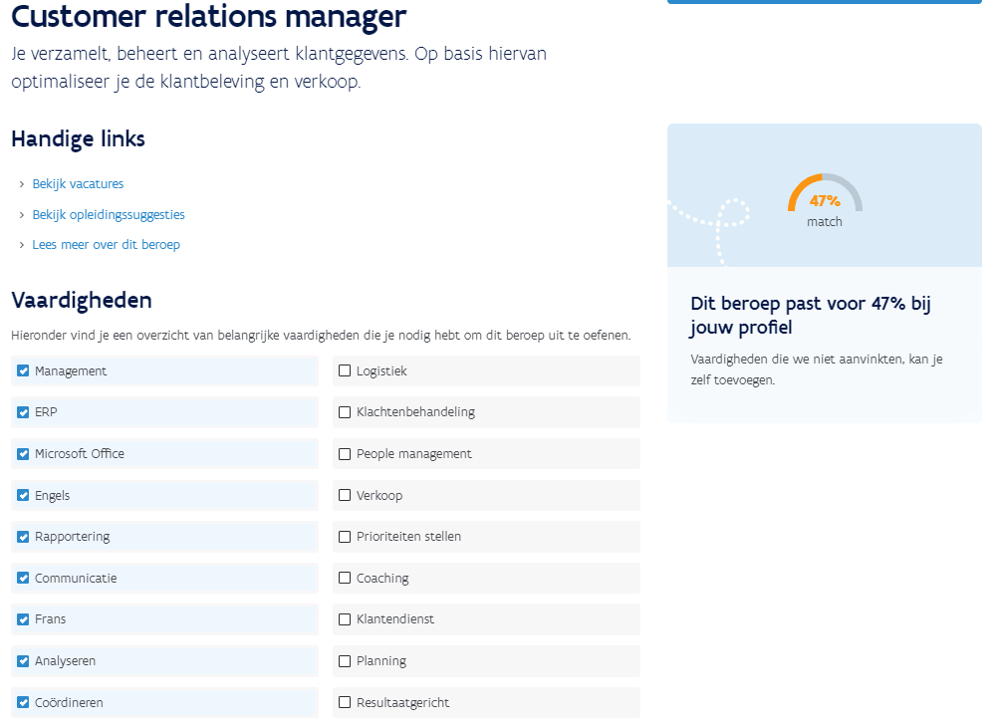 Customer relations manager
Je verzamelt, beheert en analyseert klantgegevens. Op basis hiervan
optimaliseer je de klantbeleving en verkoop.
Handige links
Bekijk vacatures
Bekijk opleidingssuggesties
Lees meer over dit beroep
Vaardigheden
Hieronder vind je een overzicht van belangrijke vaardigheden die je nodig hebt om dit beroep uit te oefenen.
Management
ERP
Microsoft Office
Engels
Rapportering
Communicatie
Frans
Analyseren
Coördineren
Logistiek
Klachtenbehandeling
People management
Verkoop
Prioriteiten stellen
Coaching
Klantendienst
Planning
Resultaatgericht
47%
match
Dit beroep past voor 47% bij
jouw profiel
Vaardigheden die we niet aanvinkten, kan je
zelf toevoegen.